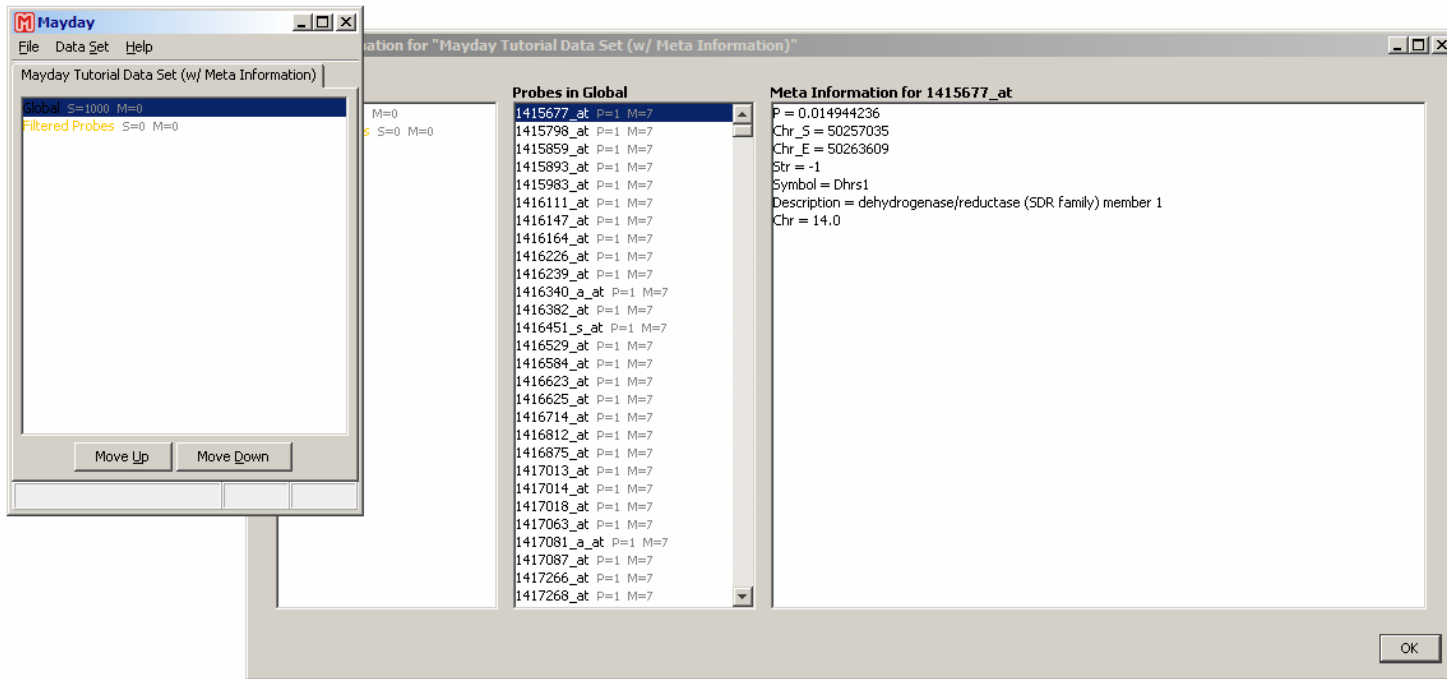 Mayday
File Data Set Help
Mayday Tutorial Data Set (w/ Meta Information)
Global S=1000 M=0
Filtered Probes S=0 M=0
Move Up Move Down
ation for "Mayday Tutorial Data Set (w/ Meta Information)"
M=0
s S=0 M=0
Probes in Global
1415677_at P=1 M=7
1415798_at P=1 M=7
1415859_at P=1 M=7
1415893_at P=1 M=7
1415983_at P=1 M=7
1416111_at P=1 M=7
1416147_at P=1 M=7
1416164_at P=1 M=7
1416226_at P=1 M=7
1416239_at P=1 M=7
1416340_a_at P=1 M=7
1416382_at P=1 M=7
1416451_s_at P=1 M=7
1416529_at P=1 M=7
1416584_at P=1 M=7
1416623_at P=1 M=7
1416625_at P=1 M=7
1416714_at P=1 M=7
1416812_at P=1 M=7
1416875_at P=1 M=7
1417013_at P=1 M=7
1417014_at P=1 M=7
1417018_at P=1 M=7
1417063_at P=1 M=7
1417081_a_at P=1 M=7
1417087_at P=1 M=7
1417266_at P=1 M=7
1417268_at P=1 M=7
Meta Information for 1415677_at
P = 0.014944236
Chr_S = 50257035
Chr_E = 50263609
Str = -1
Symbol = Dhrs1
Description = dehydrogenase/reductase (SDR family) member 1
Chr = 14.0
OK